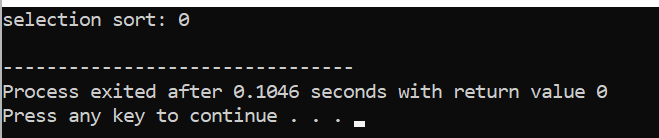 selection sort: 0
--------------------------------
Process exited after 0.1046 seconds with return value 0
Press any key to continue . . .